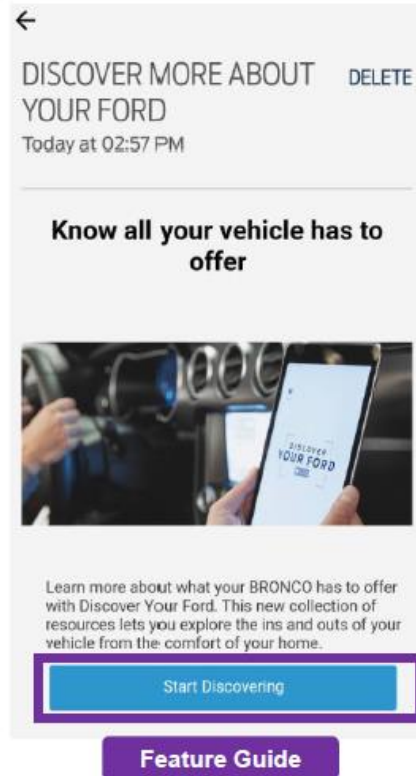 DISCOVER MORE ABOUT DELETE
YOUR FORD
Today at 02:57 PM
Know all your vehicle has to
offer
DISCOVER
YOUR FORD
Learn more about what your BRONCO has to offer
with Discover Your Ford. This new collection of
resources lets you explore the ins and outs of your
vehicle from the comfort of your home.
Start Discovering
Feature Guide